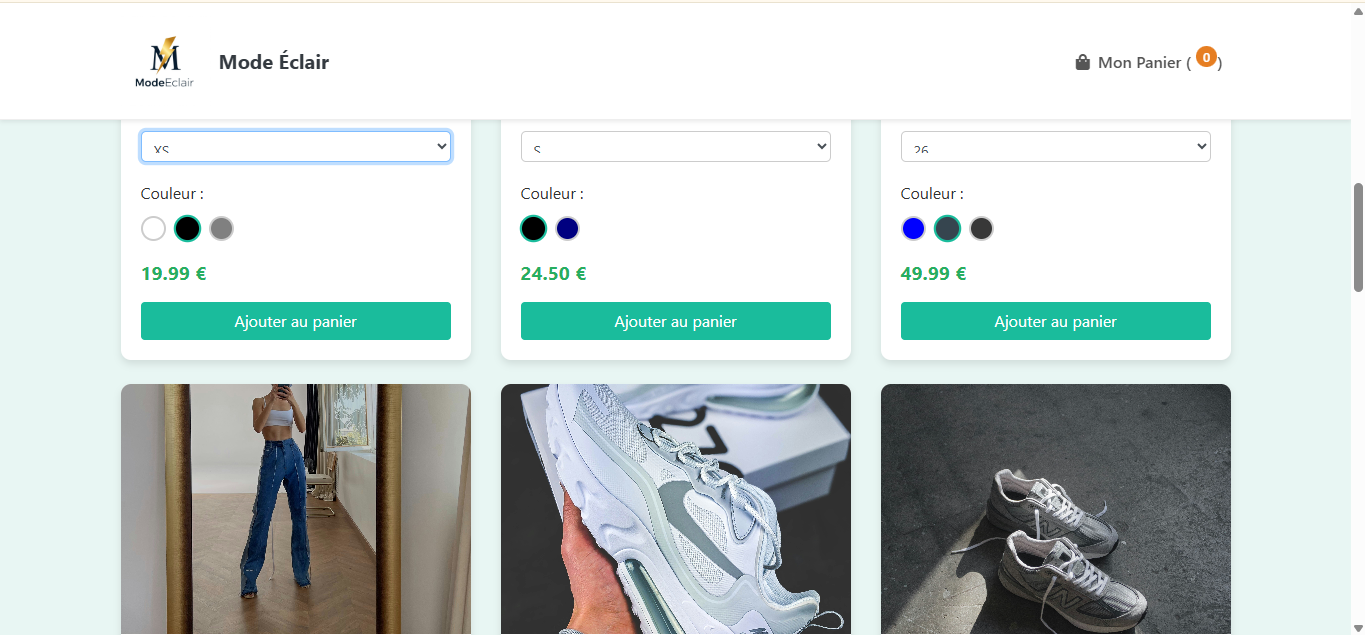 M
ModeEclair
Mode Éclair
Mon Panier ( 0 )
XS
S
26
Couleur :
Couleur :
Couleur :
19.99 €
24.50 €
49.99 €
Ajouter au panier
Ajouter au panier
Ajouter au panier